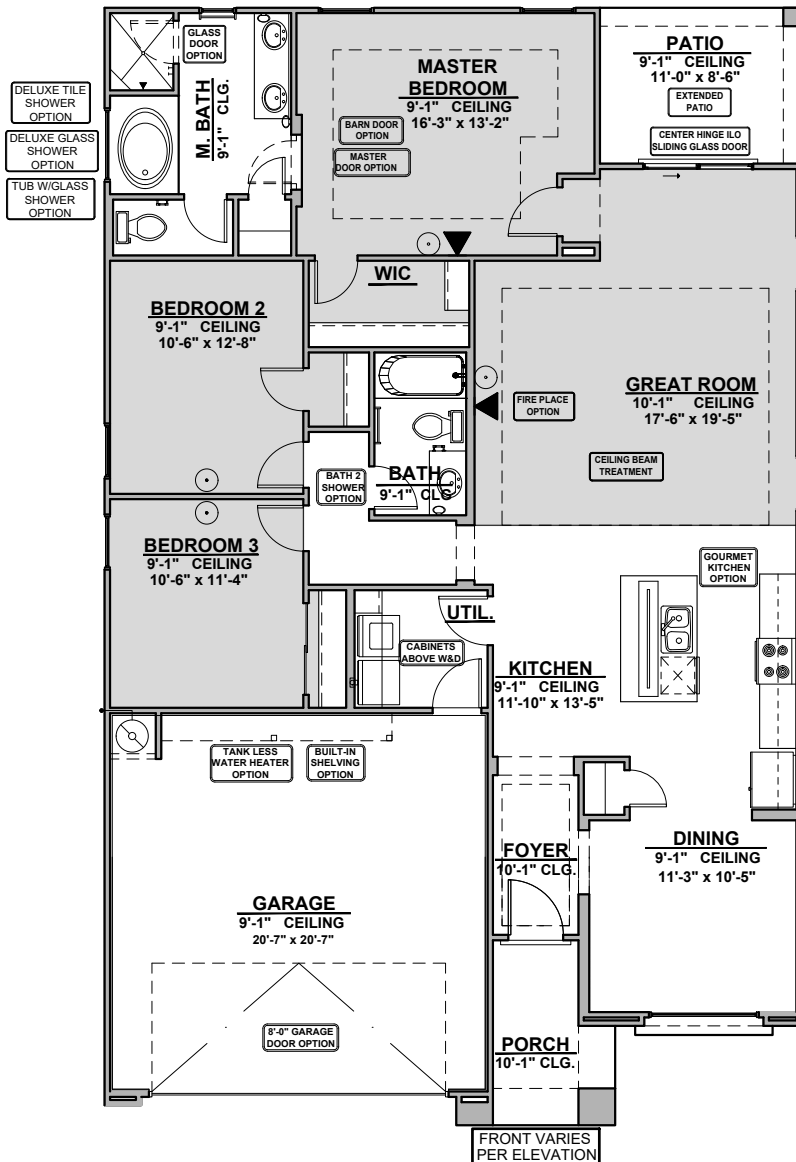 GLASS
DOOR
OPTION
M. BATH
9'-1" CLG.
MASTER
BEDROOM
9'-1" CEILING
16'-3" x 13'-2"
BARN DOOR
OPTION
MASTER
DOOR OPTION
PATIO
9'-1" CEILING
11'-0" x 8'-6"
EXTENDED
PATIO
CENTER HINGE ILO
SLIDING GLASS DOOR
DELUXE TILE
SHOWER
OPTION
DELUXE GLASS
SHOWER
OPTION
TUB W/GLASS
SHOWER
OPTION
WIC
BEDROOM 2
9'-1" CEILING
10'-6" x 12'-8"
GREAT ROOM
10'-1" CEILING
17'-6" x 19'-5"
FIRE PLACE
OPTION
CEILING BEAM
TREATMENT
BATH 2
SHOWER
OPTION
BATH
9'-1" CLG
BEDROOM 3
9'-1" CEILING
10'-6" x 11'-4"
GOURMET
KITCHEN
OPTION
UTIL.
CABINETS
ABOVE W&D
KITCHEN
9'-1" CEILING
11'-10" x 13'-5"
TANK LESS
WATER HEATER
OPTION
BUILT-IN
SHELVING
OPTION
FOYER
10'-1" CLG.
DINING
9'-1" CEILING
11'-3" x 10'-5"
GARAGE
9'-1" CEILING
20'-7" x 20'-7"
8'-0" GARAGE
DOOR OPTION
PORCH
10'-1" CLG.
FRONT VARIES
PER ELEVATION